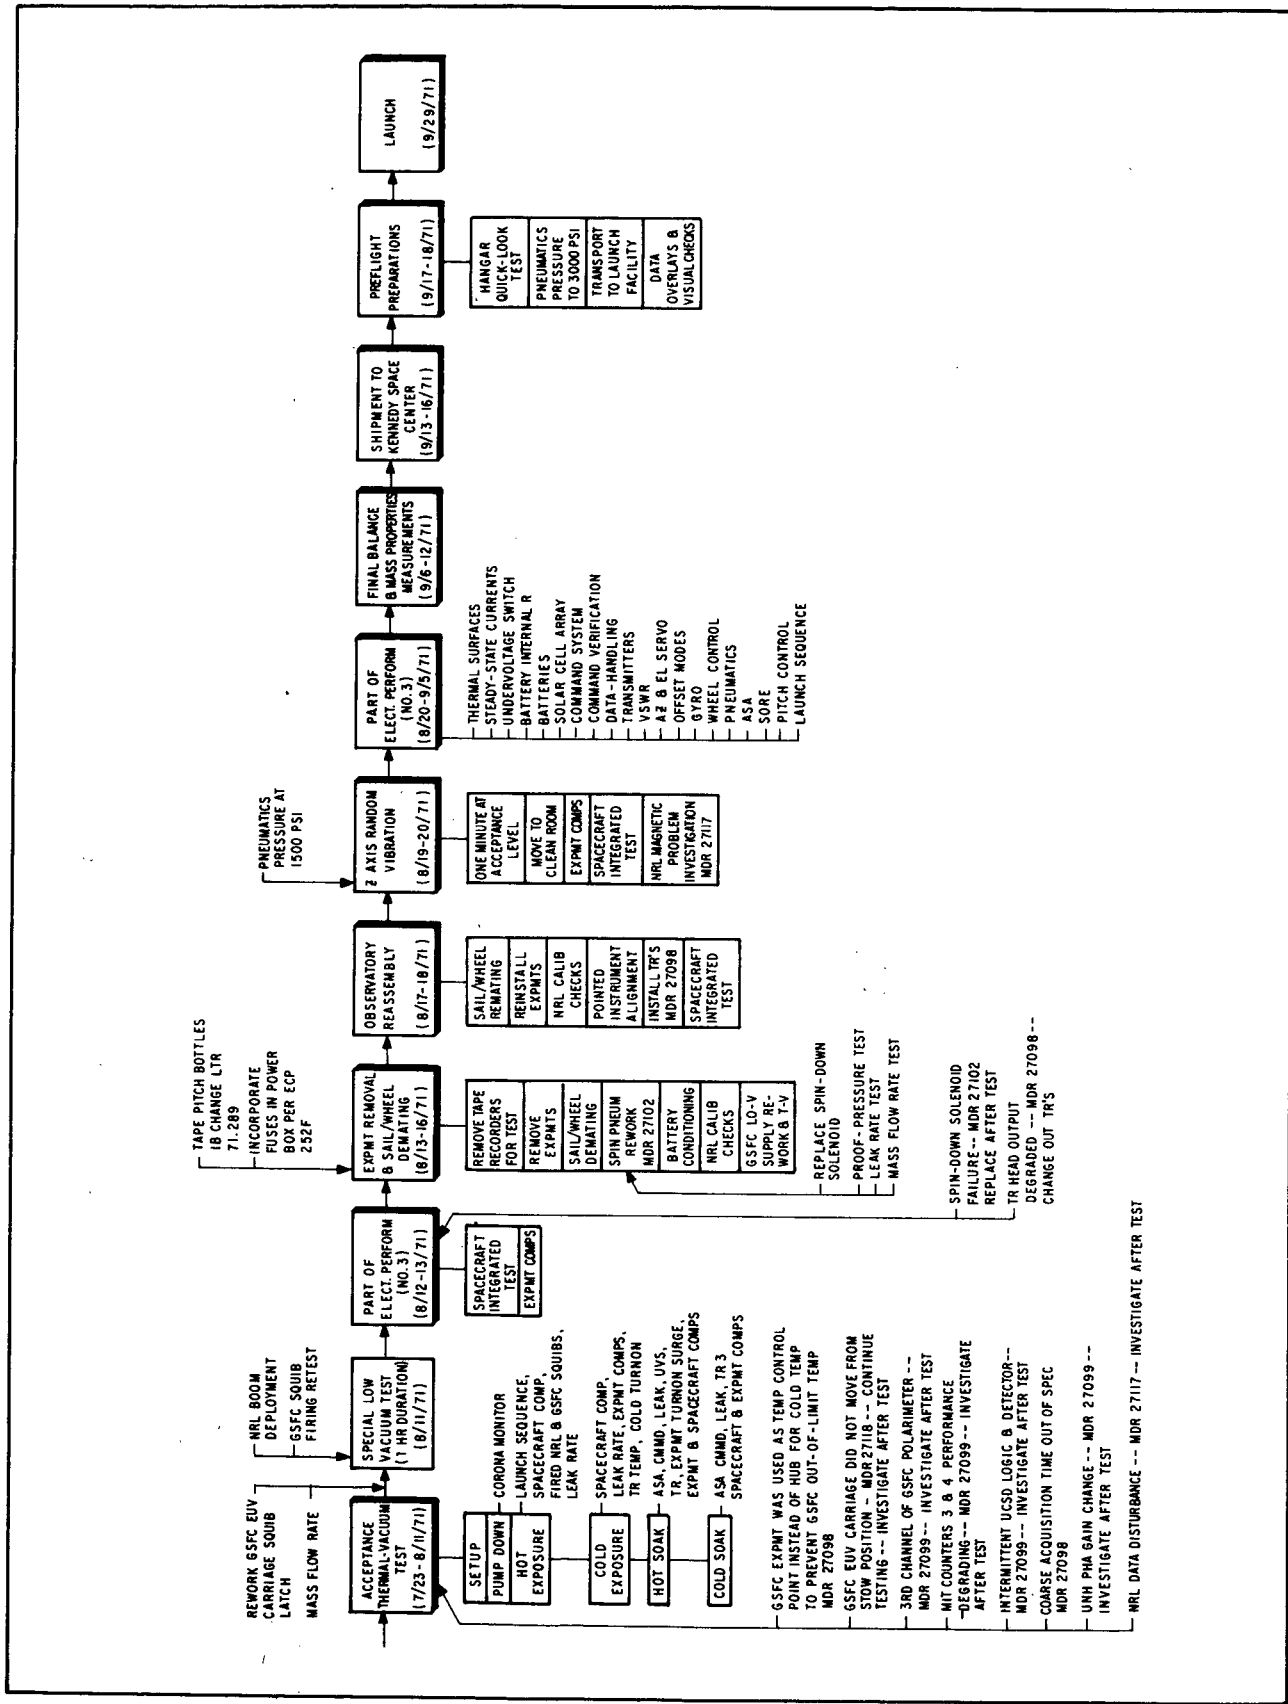 REWORK GSFC EUV
CARRIAGE SQUIB
LATCH
MASS FLOW RATE
ACCEPTANCE
THERMAL-VACUUM
TEST
(7/23-8/11/71)
SETUP
PUMP DOWN
CORONA MONITOR
HOT
EXPOSURE
LAUNCH SEQUENCE,
SPACECRAFT COMP,
FIRED NRL & GSFC SQUIBS,
LEAK RATE
COLD
EXPOSURE
SPACECRAFT COMP,
LEAK RATE, EXPMT COMPS,
TR TEMP, COLD TURNON
HOT SOAK
ASA, CMMD, LEAK, UVS,
TR, EXPMT TURNON SURGE,
EXPMT & SPACECRAFT COMPS
COLD SOAK
ASA, CMMD, LEAK, TR 3
SPACECRAFT & EXPMT COMPS
GSFC EXPMT WAS USED AS TEMP CONTROL
POINT INSTEAD OF HUB FOR COLD TEMP
TO PREVENT GSFC OUT-OF-LIMIT TEMP
MDR 27098
GSFC EUV CARRIAGE DID NOT MOVE FROM
STOW POSITION - MDR 27118 -- CONTINUE
TESTING -- INVESTIGATE AFTER TEST
3RD CHANNEL OF GSFC POLARIMETER --
MDR 27099 -- INVESTIGATE AFTER TEST
MIT COUNTERS 3 & 4 PERFORMANCE
DEGRADING -- MDR 27099 -- INVESTIGATE
AFTER TEST
INTERMITTENT UCSD LOGIC & DETECTOR--
MDR 27099 -- INVESTIGATE AFTER TEST
COARSE ACQUISITION TIME OUT OF SPEC
MDR 27098
UNH PHA GAIN CHANGE -- MDR 27099 --
INVESTIGATE AFTER TEST
NRL DATA DISTURBANCE -- MDR 27117 -- INVESTIGATE AFTER TEST
NRL BOOM
DEPLOYMENT
GSFC SQUIB
FIRING RETEST
SPECIAL LOW
VACUUM TEST
(1 HR DURATION)
(8/11/71)
PART OF
ELECT. PERFORM
(NO.3)
(8/12-13/71)
SPACECRAFT
INTEGRATED
TEST
EXPMT COMPS
SPIN-DOWN SOLENOID
FAILURE-- MDR 27102
REPLACE AFTER TEST
TR HEAD OUTPUT
DEGRADED -- MDR 27098--
CHANGE OUT TR'S
TAPE PITCH BOTTLES
IB CHANGE LTR
71.289
INCORPORATE
FUSES IN POWER
BOX PER ECP
252F
EXPMT REMOVAL
& SAIL/WHEEL
DEMATING
(8/13-16/71)
REMOVE TAPE
RECORDERS
FOR TEST
REMOVE
EXPMTS
SAIL/WHEEL
DEMATING
SPIN PNEUM
REWORK
MDR 27102
BATTERY
CONDITIONING
NRL CALIB
CHECKS
GSFC LO-V
SUPPLY RE-
WORK & T-V
REPLACE SPIN-DOWN
SOLENOID
PROOF-PRESSURE TEST
LEAK RATE TEST
MASS FLOW RATE TEST
OBSERVATORY
REASSEMBLY
(8/17-18/71)
SAIL/WHEEL
REMATING
REINSTALL
EXPMTS
NRL CALIB
CHECKS
POINTED
INSTRUMENT
ALIGNMENT
INSTALL TR'S
MDR 27098
SPACECRAFT
INTEGRATED
TEST
PNEUMATICS
PRESSURE AT
1500 PSI
Z AXIS RANDOM
VIBRATION
(8/19-20/71)
ONE MINUTE AT
ACCEPTANCE
LEVEL
MOVE TO
CLEAN ROOM
EXPMT COMPS
SPACECRAFT
INTEGRATED
TEST
NRL MAGNETIC
PROBLEM
INVESTIGATION
MDR 27117
PART OF
ELECT. PERFORM
(NO.3)
(8/20-9/5/71)
THERMAL SURFACES
STEADY-STATE CURRENTS
UNDERVOLTAGE SWITCH
BATTERY INTERNAL R
BATTERIES
SOLAR CELL ARRAY
COMMAND SYSTEM
COMMAND VERIFICATION
DATA-HANDLING
TRANSMITTERS
VSWR
AZ & EL SERVO
OFFSET MODES
GYRO
WHEEL CONTROL
PNEUMATICS
ASA
SORE
PITCH CONTROL
LAUNCH SEQUENCE
FINAL BALANCE
& MASS PROPERTIES
MEASUREMENTS
(9/6-12/71)
SHIPMENT TO
KENNEDY SPACE
CENTER
(9/13-16/71)
PREFLIGHT
PREPARATIONS
(9/17-18/71)
HANGAR
QUICK-LOOK
TEST
PNEUMATICS
PRESSURE
TO 3000 PSI
TRANSPORT
TO LAUNCH
FACILITY
DATA
OVERLAYS &
VISUAL CHECKS
LAUNCH
(9/29/71)